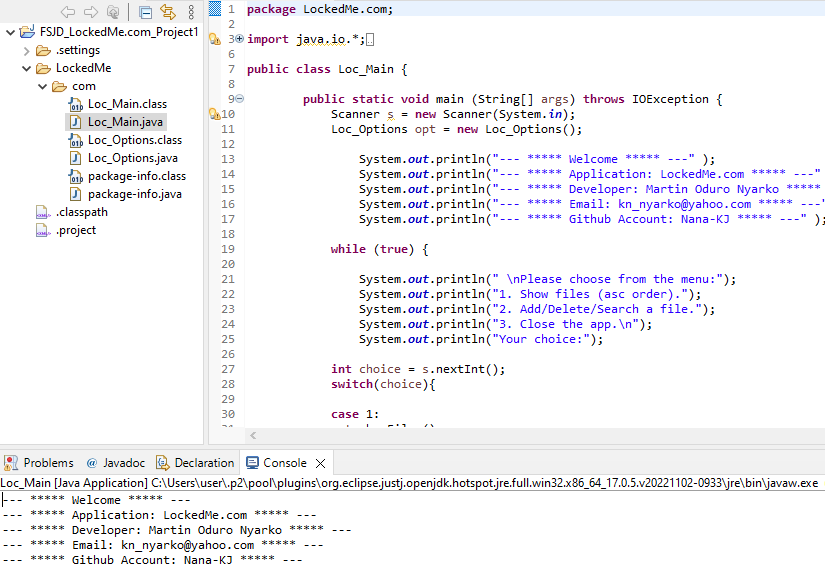 FSJD_LockedMe.com_Project1
.settings
LockedMe
com
Loc_Main.class
Loc_Main.java
Loc_Options.class
Loc_Options.java
package-info.class
package-info.java
.classpath
.project
1 package LockedMe.com;
2
3 import java.io.*;
6
7 public class Loc_Main {
8
9 public static void main (String[] args) throws IOException {
10 Scanner s = new Scanner(System.in);
11 Loc_Options opt = new Loc_Options();
12
13 System.out.println("--- ***** Welcome ***** ---" );
14 System.out.println("--- ***** Application: LockedMe.com ***** ---"
15 System.out.println("--- ***** Developer: Martin Oduro Nyarko *****
16 System.out.println("--- ***** Email: kn_nyarko@yahoo.com ***** ---"
17 System.out.println("--- ***** Github Account: Nana-KJ ***** ---" );
18
19 while (true) {
20
21 System.out.println(" \nPlease choose from the menu:");
22 System.out.println("1. Show files (asc order).");
23 System.out.println("2. Add/Delete/Search a file.");
24 System.out.println("3. Close the app.\n");
25 System.out.println("Your choice:");
26
27 int choice = s.nextInt();
28 switch(choice){
29
30 case 1:
Problems @ Javadoc Declaration Console
Loc_Main [Java Application] C:\Users\user\.p2\pool\plugins\org.eclipse.justj.openjdk.hotspot.jre.full.win32.x86_64_17.0.5.v20221102-0933\jre\bin\javaw.exe
--- ***** Welcome ***** ---
--- ***** Application: LockedMe.com ***** ---
--- ***** Developer: Martin Oduro Nyarko ***** ---
--- ***** Email: kn_nyarko@yahoo.com ***** ---
--- ***** Github Account: Nana-KJ ***** ---